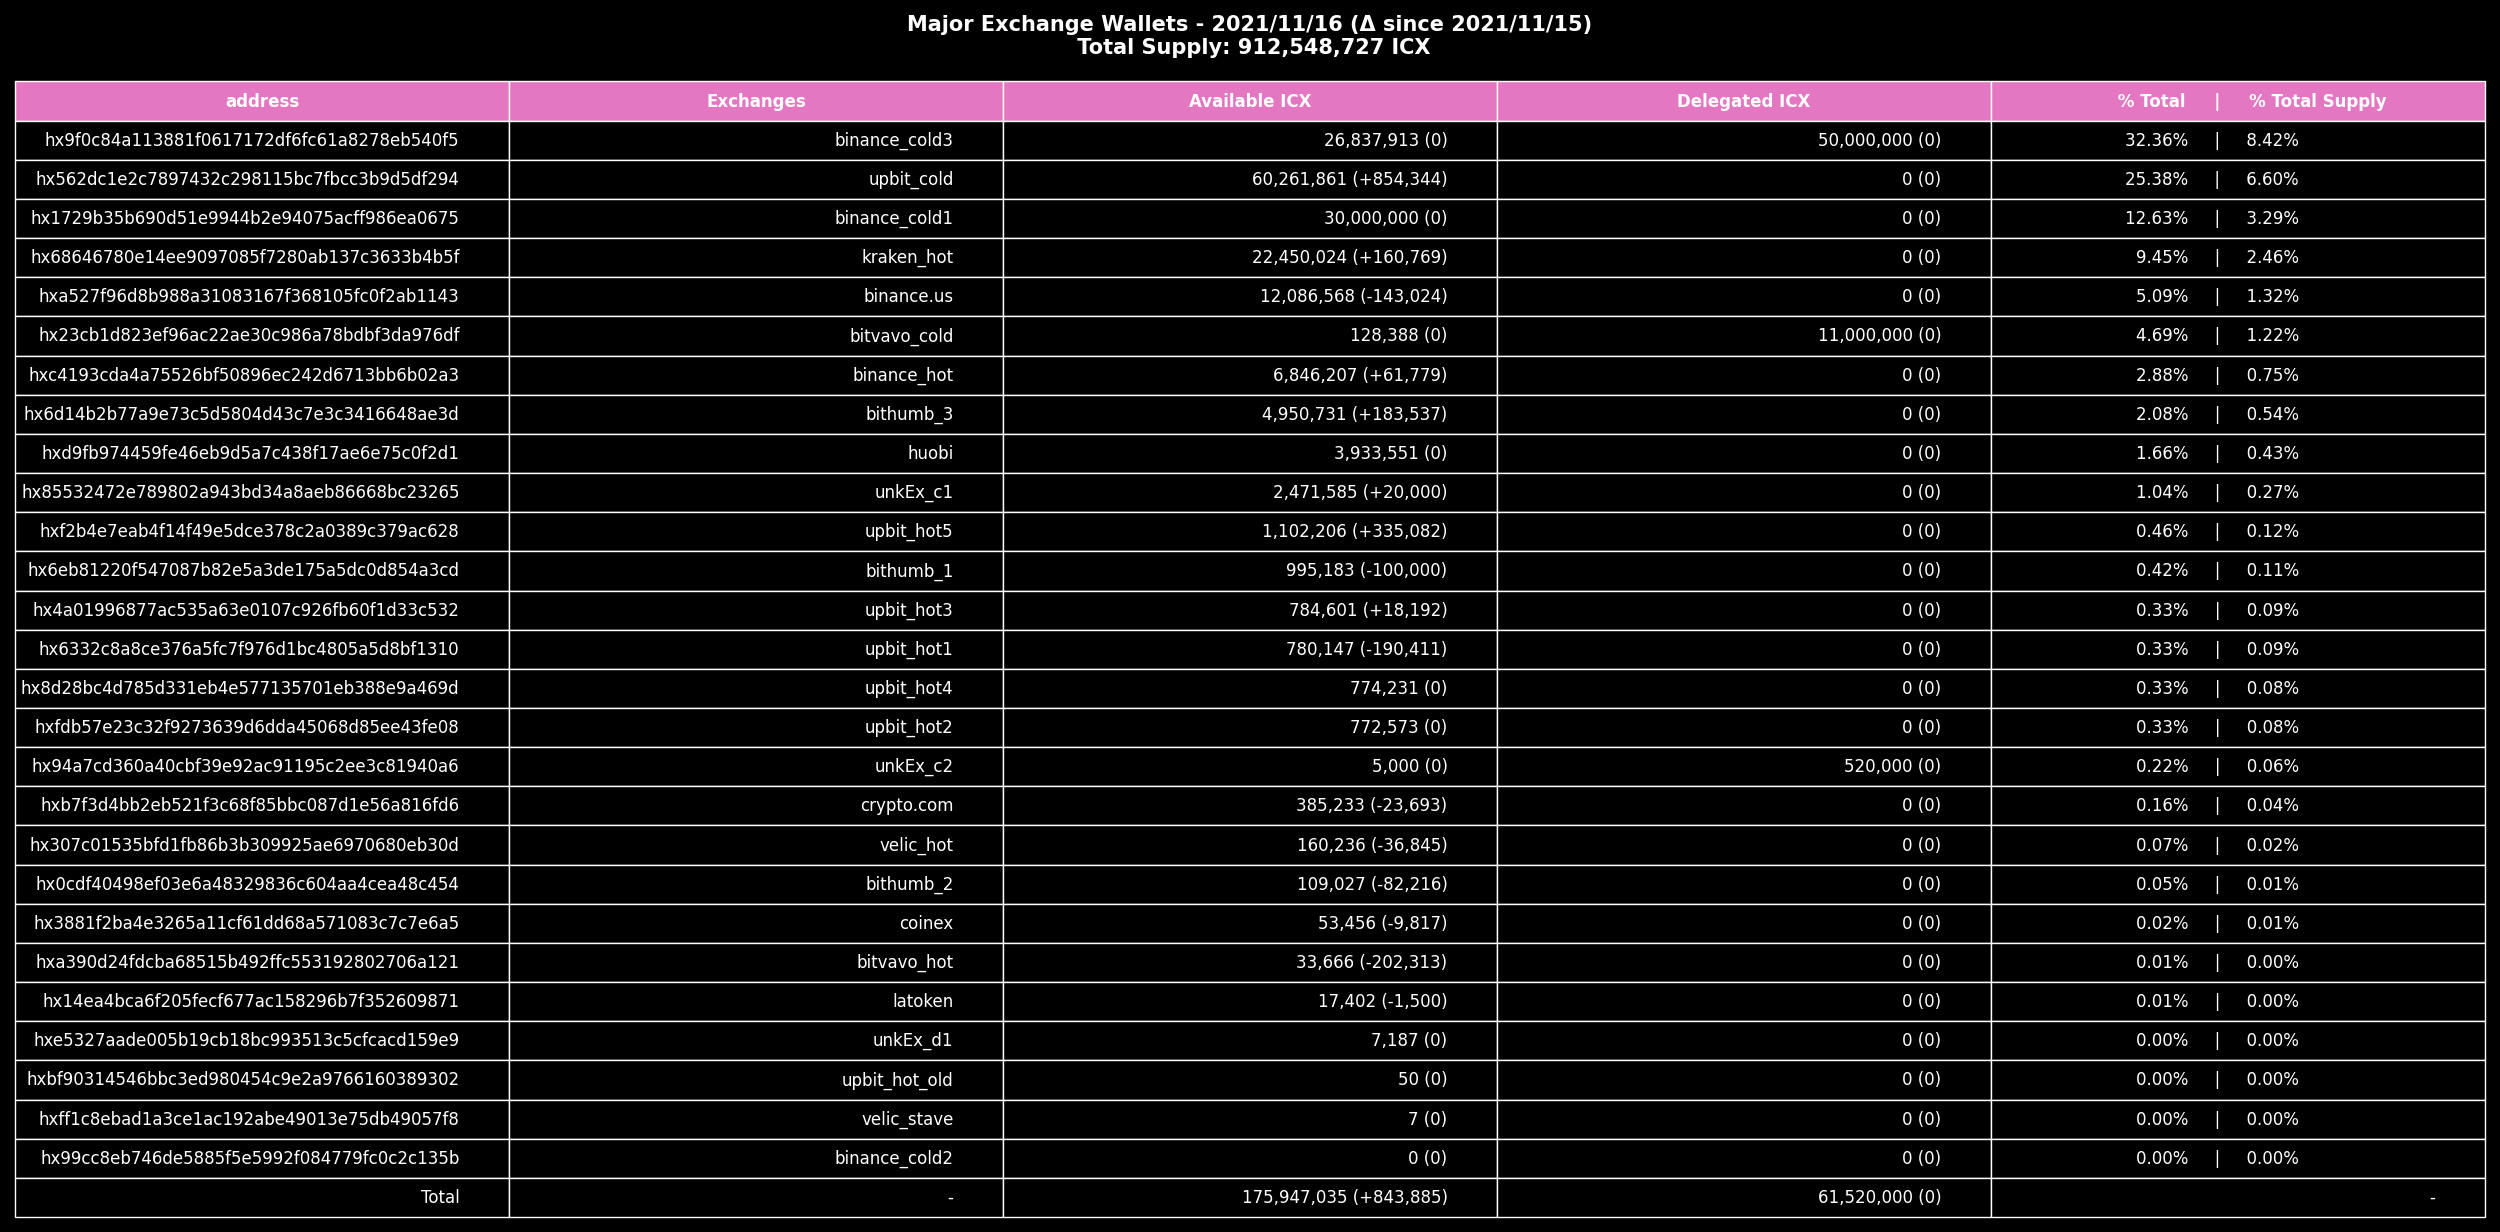 Major Exchange Wallets - 2021/11/16 (Δ since 2021/11/15)
Total Supply: 912,548,727 ICX
address Exchanges Available ICX Delegated ICX % Total | % Total Supply
hx9f0c84a113881f0617172df6fc61a8278eb540f5 binance_cold3 26,837,913 (0) 50,000,000 (0) 32.36% | 8.42%
hx562dc1e2c7897432c298115bc7fbcc3b9d5df294 upbit_cold 60,261,861 (+854,344) 0 (0) 25.38% | 6.60%
hx1729b35b690d51e9944b2e94075acff986ea0675 binance_cold1 30,000,000 (0) 0 (0) 12.63% | 3.29%
hx68646780e14ee9097085f7280ab137c3633b4b5f kraken_hot 22,450,024 (+160,769) 0 (0) 9.45% | 2.46%
hxa527f96d8b988a31083167f368105fc0f2ab1143 binance.us 12,086,568 (-143,024) 0 (0) 5.09% | 1.32%
hx23cb1d823ef96ac22ae30c986a78bdbf3da976df bitvavo_cold 128,388 (0) 11,000,000 (0) 4.69% | 1.22%
hxc4193cda4a75526bf50896ec242d6713bb6b02a3 binance_hot 6,846,207 (+61,779) 0 (0) 2.88% | 0.75%
hx6d14b2b77a9e73c5d5804d43c7e3c3416648ae3d bithumb_3 4,950,731 (+183,537) 0 (0) 2.08% | 0.54%
hxd9fb974459fe46eb9d5a7c438f17ae6e75c0f2d1 huobi 3,933,551 (0) 0 (0) 1.66% | 0.43%
hx85532472e789802a943bd34a8aeb86668bc23265 unkEx_c1 2,471,585 (+20,000) 0 (0) 1.04% | 0.27%
hxf2b4e7eab4f14f49e5dce378c2a0389c379ac628 upbit_hot5 1,102,206 (+335,082) 0 (0) 0.46% | 0.12%
hx6eb81220f547087b82e5a3de175a5dc0d854a3cd bithumb_1 995,183 (-100,000) 0 (0) 0.42% | 0.11%
hx4a01996877ac535a63e0107c926fb60f1d33c532 upbit_hot3 784,601 (+18,192) 0 (0) 0.33% | 0.09%
hx6332c8a8ce376a5fc7f976d1bc4805a5d8bf1310 upbit_hot1 780,147 (-190,411) 0 (0) 0.33% | 0.09%
hx8d28bc4d785d331eb4e577135701eb388e9a469d upbit_hot4 774,231 (0) 0 (0) 0.33% | 0.08%
hxfdb57e23c32f9273639d6dda45068d85ee43fe08 upbit_hot2 772,573 (0) 0 (0) 0.33% | 0.08%
hx94a7cd360a40cbf39e92ac91195c2ee3c81940a6 unkEx_c2 5,000 (0) 520,000 (0) 0.22% | 0.06%
hxb7f3d4bb2eb521f3c68f85bbc087d1e56a816fd6 crypto.com 385,233 (-23,693) 0 (0) 0.16% | 0.04%
hx307c01535bfd1fb86b3b309925ae6970680eb30d velic_hot 160,236 (-36,845) 0 (0) 0.07% | 0.02%
hx0cdf40498ef03e6a48329836c604aa4cea48c454 bithumb_2 109,027 (-82,216) 0 (0) 0.05% | 0.01%
hx3881f2ba4e3265a11cf61dd68a571083c7c7e6a5 coinex 53,456 (-9,817) 0 (0) 0.02% | 0.01%
hxa390d24fdcba68515b492ffc553192802706a121 bitvavo_hot 33,666 (-202,313) 0 (0) 0.01% | 0.00%
hx14ea4bca6f205fecf677ac158296b7f352609871 latoken 17,402 (-1,500) 0 (0) 0.01% | 0.00%
hxe5327aade005b19cb18bc993513c5cfcacd159e9 unkEx_d1 7,187 (0) 0 (0) 0.00% | 0.00%
hxbf90314546bbc3ed980454c9e2a9766160389302 upbit_hot_old 50 (0) 0 (0) 0.00% | 0.00%
hxff1c8ebad1a3ce1ac192abe49013e75db49057f8 velic_stave 7 (0) 0 (0) 0.00% | 0.00%
hx99cc8eb746de5885f5e5992f084779fc0c2c135b binance_cold2 0 (0) 0 (0) 0.00% | 0.00%
Total - 175,947,035 (+843,885) 61,520,000 (0) -